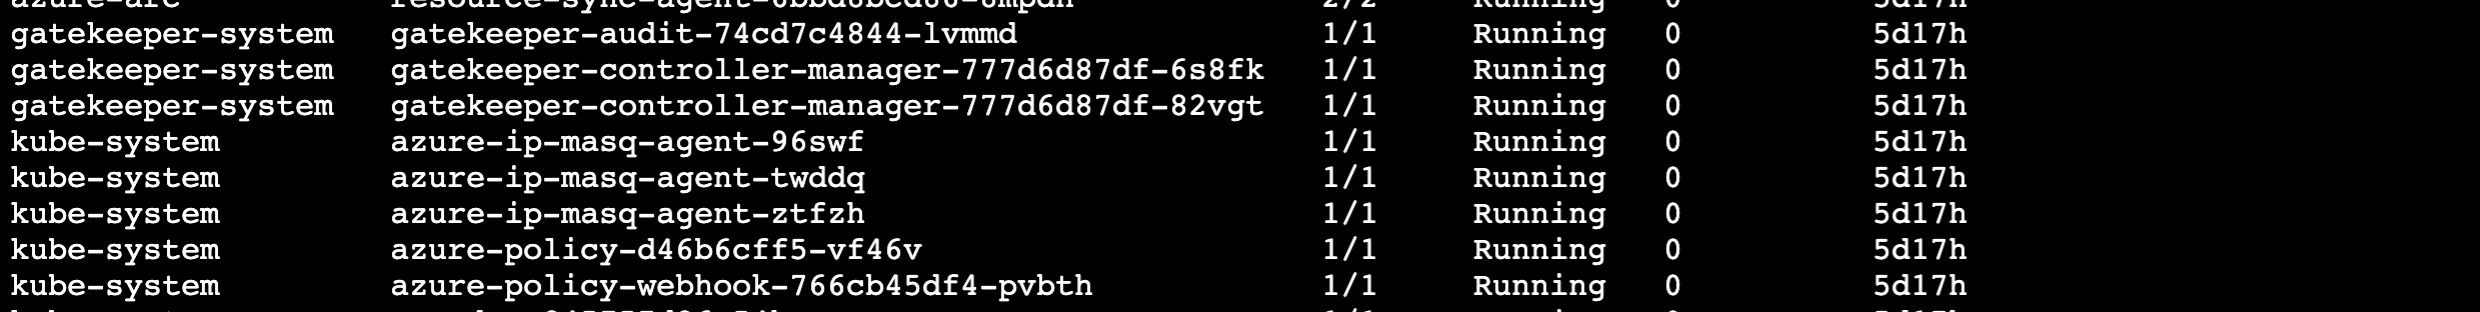 azure-arc resource-sync-agent- 2/2 Running 0 5d17h
gatekeeper-system gatekeeper-audit-74cd7c4844-lvmmd 1/1 Running 0 5d17h
gatekeeper-system gatekeeper-controller-manager-777d6d87df-6s8fk 1/1 Running 0 5d17h
gatekeeper-system gatekeeper-controller-manager-777d6d87df-82vgt 1/1 Running 0 5d17h
kube-system azure-ip-masq-agent-96swf 1/1 Running 0 5d17h
kube-system azure-ip-masq-agent-twddq 1/1 Running 0 5d17h
kube-system azure-ip-masq-agent-ztfzh 1/1 Running 0 5d17h
kube-system azure-policy-d46b6cff5-vf46v 1/1 Running 0 5d17h
kube-system azure-policy-webhook-766cb45df4-pvbth 1/1 Running 0 5d17h